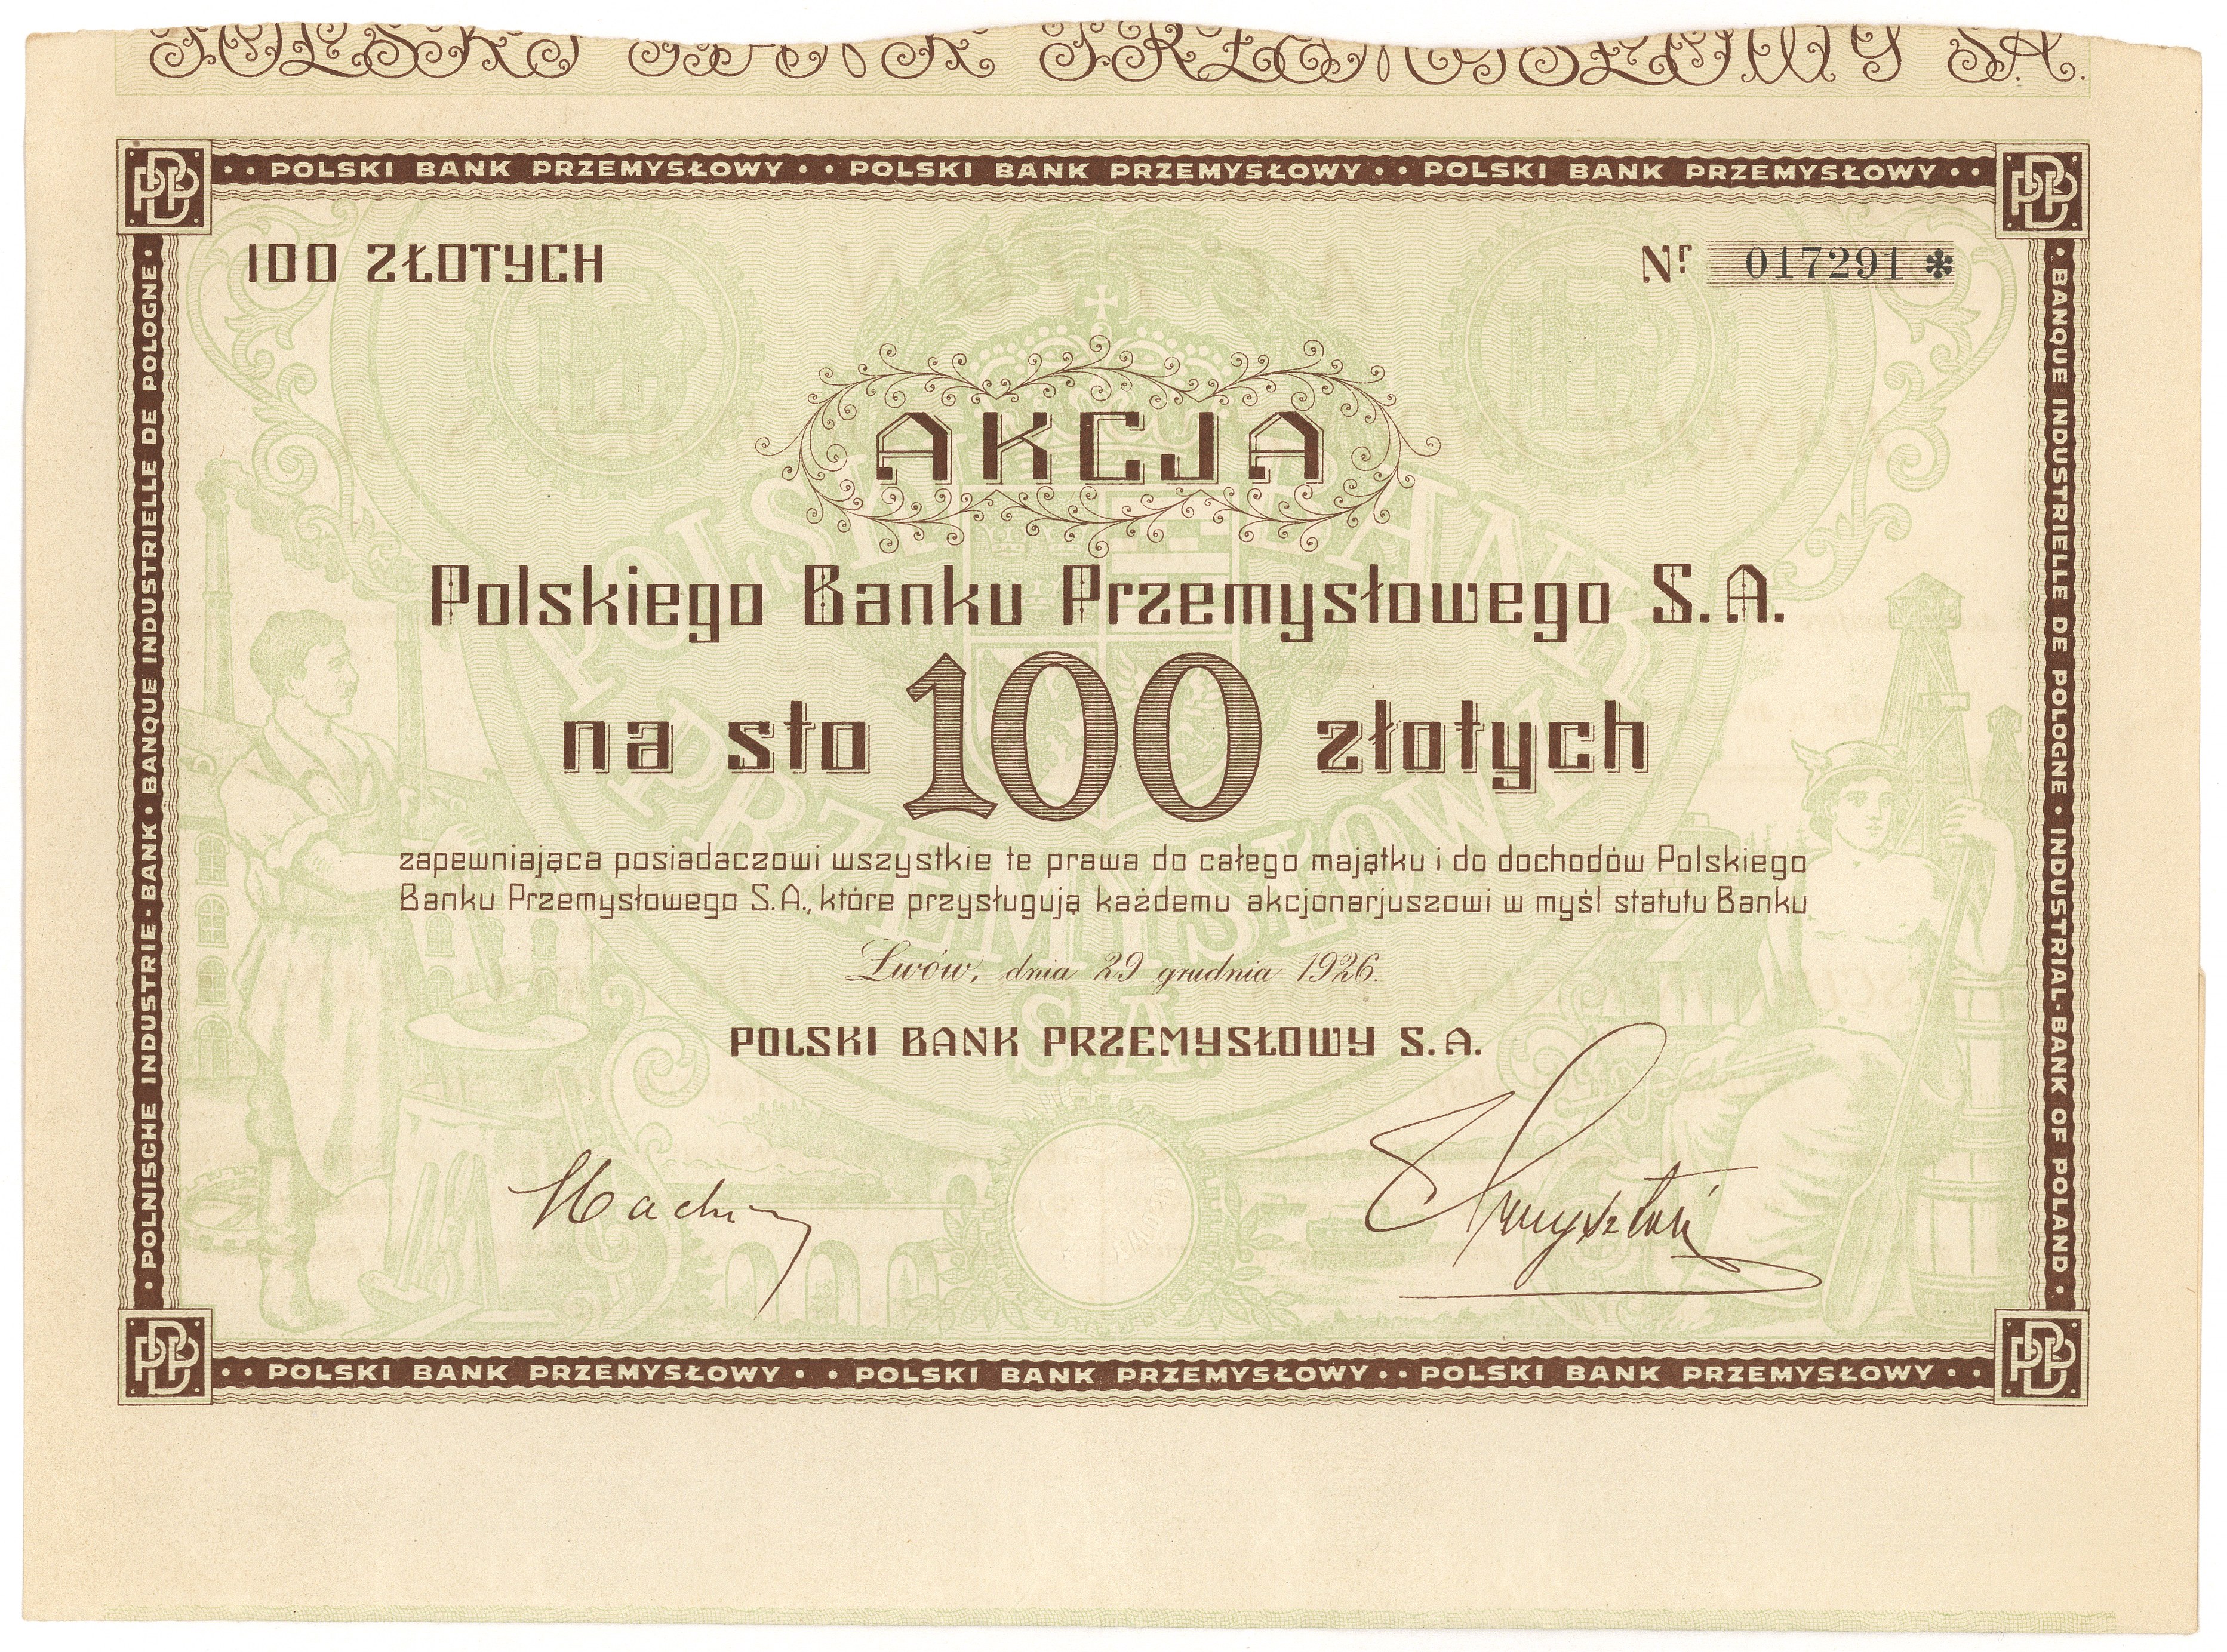 POLSKI BANK PRZEMYSŁOWY S.A.
PBP • • POLSKI BANK PRZEMYSŁOWY • • POLSKI BANK PRZEMYSŁOWY • • POLSKI BANK PRZEMYSŁOWY • • PBP
100 ZŁOTYCH
Nr 017291 *
AKCJA
Polskiego Banku Przemysłowego S.A.
na sto 100 złotych
zapewniająca posiadaczowi wszystkie te prawa do całego majątku i do dochodów Polskiego
Banku Przemysłowego S.A., które przysługują każdemu akcjonarjuszowi w myśl statutu Banku
Lwów, dnia 29 grudnia 1926.
POLSKI BANK PRZEMYSŁOWY S.A.
POLSKI BANK
PRZEMYSŁOWY
S.A.
• POLNISCHE INDUSTRIE-BANK • BANQUE INDUSTRIELLE DE POLOGNE •
• BANQUE INDUSTRIELLE DE POLOGNE • INDUSTRIAL-BANK OF POLAND •
PBP • • POLSKI BANK PRZEMYSŁOWY • • POLSKI BANK PRZEMYSŁOWY • • POLSKI BANK PRZEMYSŁOWY • • PBP